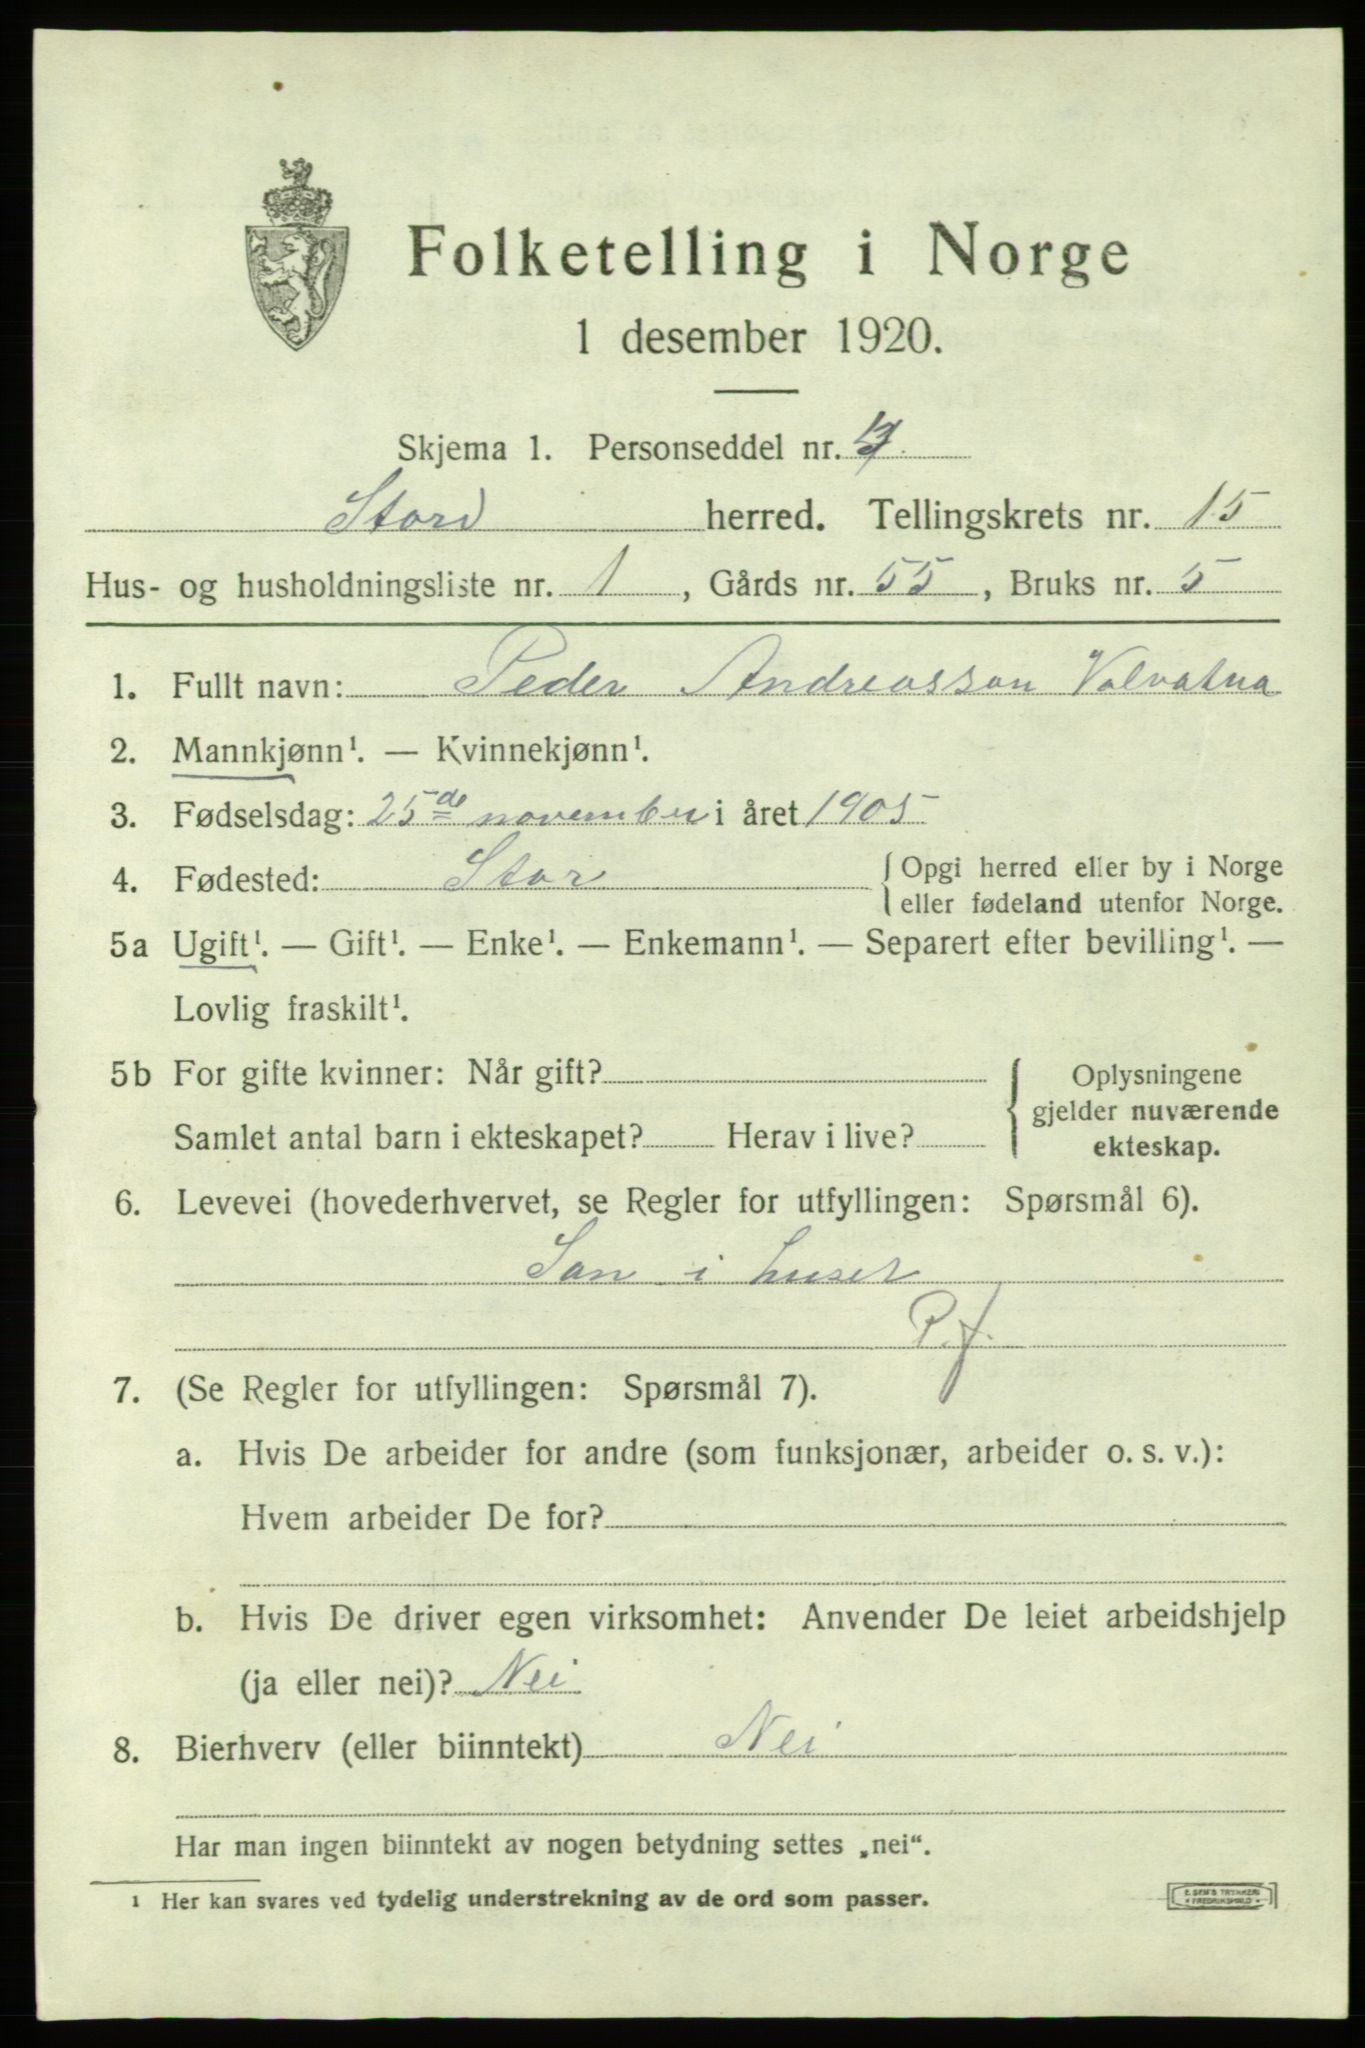 Folketelling i Norge
1 desember 1920.
Skjema 1. Personseddel nr.
Stord herred. Tellingskrets nr. 15
Hus- og husholdningsliste nr. 1, Gårds nr. 55, Bruks nr. 5
1. Fullt navn: Peder Andreasson Valvatna
2. Mannkjønn¹. — Kvinnekjønn¹.
3. Fødselsdag: 25de november i året 1905
4. Fødested: Stor { Opgi herred eller by i Norge
eller fødeland utenfor Norge.
5a Ugift¹. — Gift¹. — Enke¹. — Enkemann¹. — Separert efter bevilling¹. —
Lovlig fraskilt¹.
5b For gifte kvinner: Når gift? { Oplysningene
gjelder nuværende
Samlet antal barn i ekteskapet? Herav i live? ekteskap.
6. Levevei (hovederhvervet, se Regler for utfyllingen: Spørsmål 6).
Son i huset
P.f.
7. (Se Regler for utfyllingen: Spørsmål 7).
a. Hvis De arbeider for andre (som funksjonær, arbeider o. s. v.):
Hvem arbeider De for?
b. Hvis De driver egen virksomhet: Anvender De leiet arbeidshjelp
(ja eller nei)? Nei
8. Bierhverv (eller biinntekt) Nei
Har man ingen biinntekt av nogen betydning settes „nei“.
1 Her kan svares ved tydelig understrekning av de ord som passer.
E. SEM'S TRYKKERI
FREDRIKSHALD